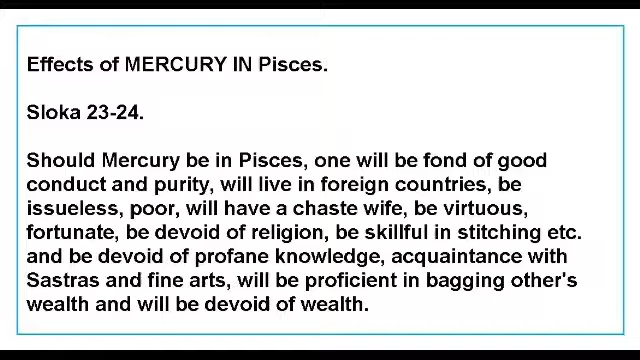 Effects of MERCURY IN Pisces.
Sloka 23-24.
Should Mercury be in Pisces, one will be fond of good
conduct and purity, will live in foreign countries, be
issueless, poor, will have a chaste wife, be virtuous,
fortunate, be devoid of religion, be skillful in stitching etc.
and be devoid of profane knowledge, acquaintance with
Sastras and fine arts, will be proficient in bagging other's
wealth and will be devoid of wealth.